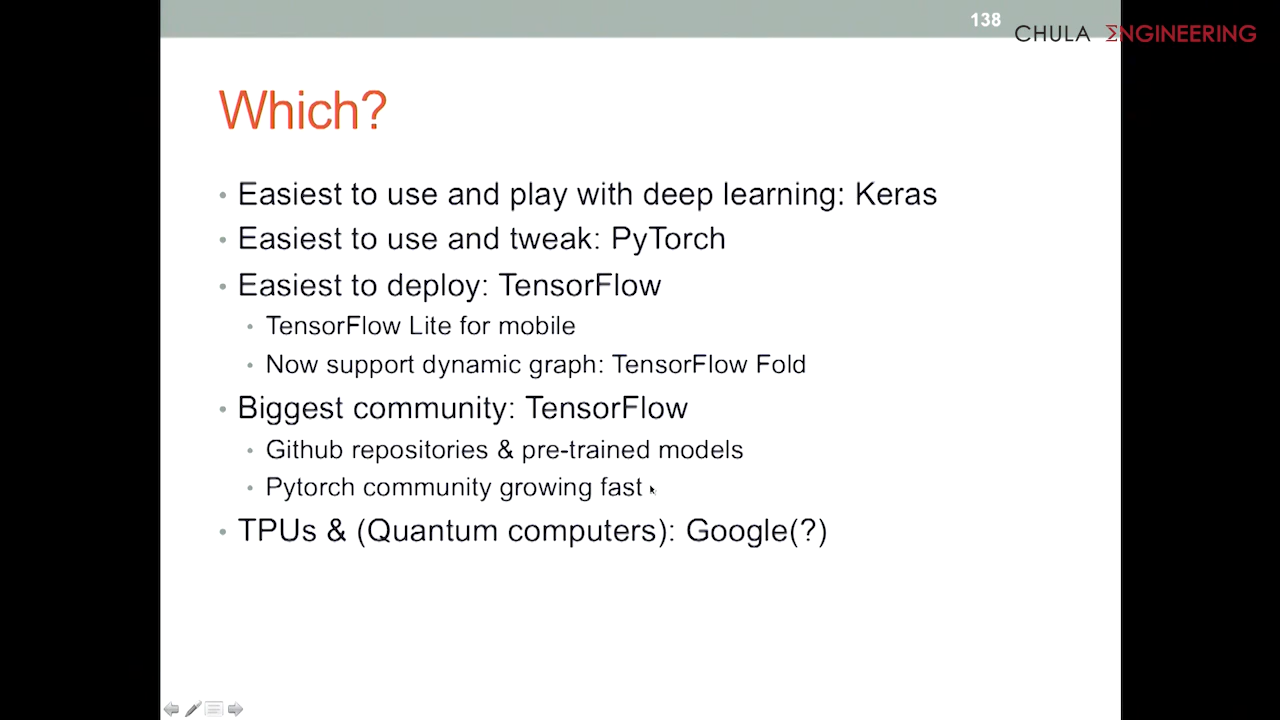 138
CHULA ΣNGINEERING
Which?
• Easiest to use and play with deep learning: Keras
• Easiest to use and tweak: PyTorch
• Easiest to deploy: TensorFlow
• TensorFlow Lite for mobile
• Now support dynamic graph: TensorFlow Fold
• Biggest community: TensorFlow
• Github repositories & pre-trained models
• Pytorch community growing fast
• TPUs & (Quantum computers): Google(?)